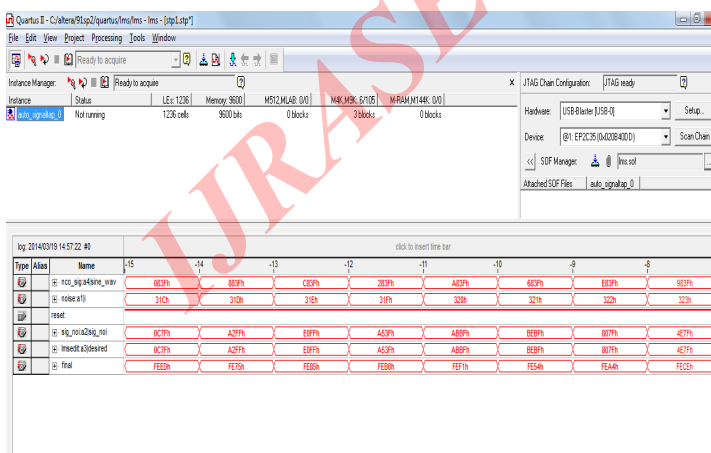 Quartus II - C:/altera/91sp2/quartus/lms/lms - lms - [stp1.stp*]
File Edit View Project Processing Tools Window
Ready to acquire
Instance Manager: Ready to acquire
JTAG Chain Configuration: JTAG ready
Instance Status LEs: 1236 Memory: 9600 M512,MLAB: 0/0 M4K,M9K: 6/105 M-RAM,M144K: 0/0
auto_signaltap_0 Not running 1236 cells 9600 bits 0 blocks 3 blocks 0 blocks
Hardware: USB-Blaster [USB-0] Setup...
Device: @1: EP2C35 (0x020B40DD) Scan Chain
<< SOF Manager: lms.sof ...
Attached SOF Files auto_signaltap_0
IJRASE
log: 2014/03/19 14:57:22 #0 click to insert time bar
Type Alias Name -15 -14 -13 -12 -11 -10 -9 -8
nco_sig:a4|sine_wav 083Fh 883Fh C83Fh 283Fh A83Fh 683Fh E83Fh 983Fh
noise:a1|i 31Ch 31Dh 31Eh 31Fh 320h 321h 322h 323h
reset
sig_noi:a2|sig_noi 0C7Fh A2FFh E0FFh A53Fh ABBFh BEBFh 807Fh 4E7Fh
lmsedit:a3|desired 0C7Fh A2FFh E0FFh A53Fh ABBFh BEBFh 807Fh 4E7Fh
final FEEDh FE75h FE85h FEB0h FEF1h FE54h FEA4h FECEh